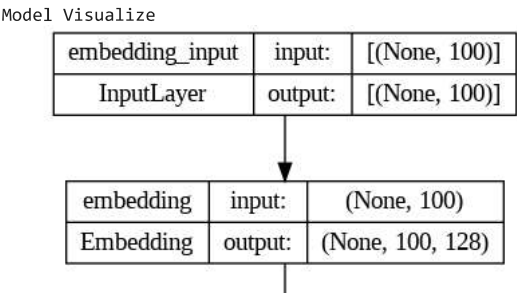 Model Visualize
embedding_input input: [(None, 100)]
InputLayer output: [(None, 100)]
embedding input: (None, 100)
Embedding output: (None, 100, 128)